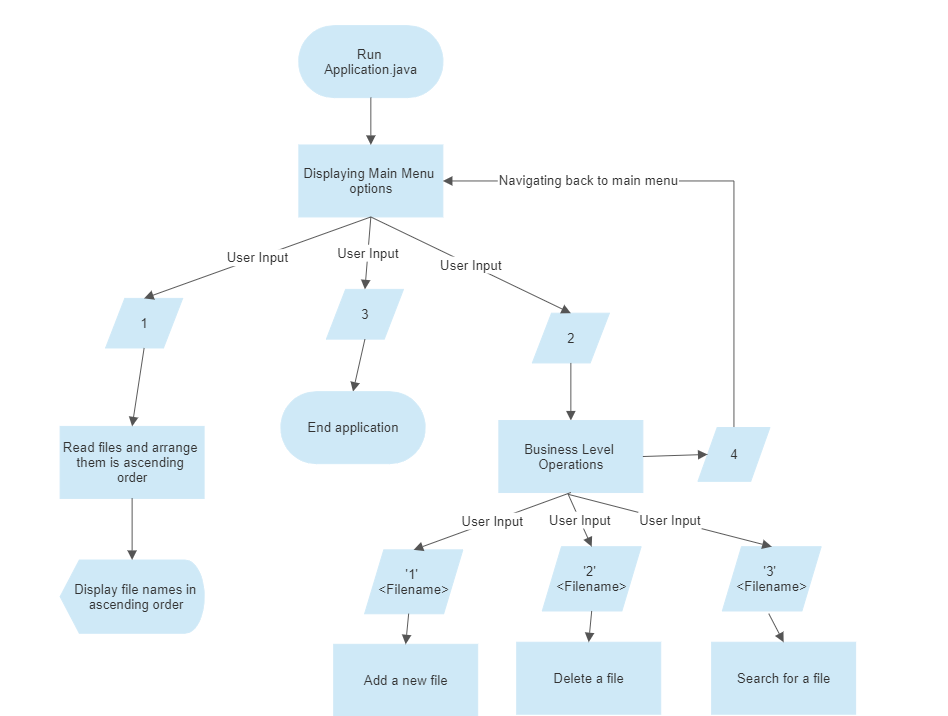 Run
Application.java
Displaying Main Menu
options
Navigating back to main menu
User Input
User Input
User Input
1
3
2
Read files and arrange
them is ascending
order
End application
Business Level
Operations
4
User Input
User Input
User Input
Display file names in
ascending order
'1'
<Filename>
'2'
<Filename>
'3'
<Filename>
Add a new file
Delete a file
Search for a file